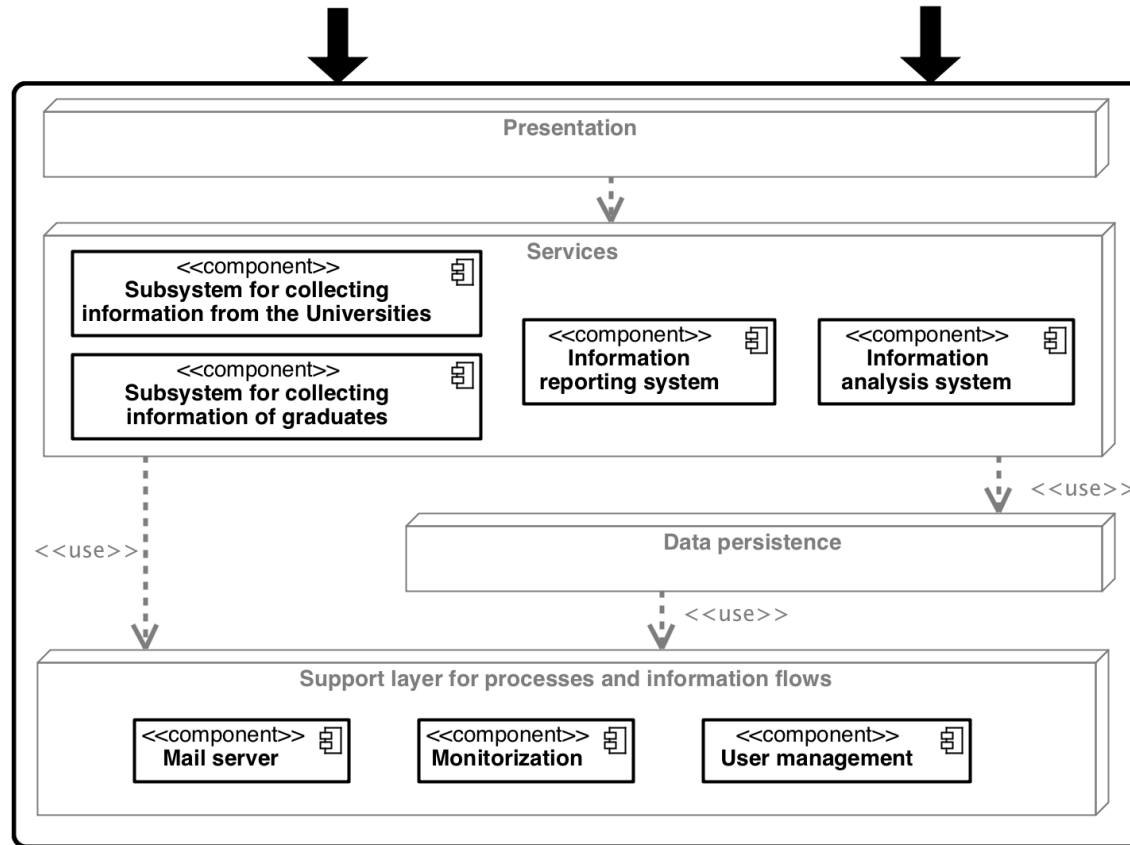 Presentation
Services
<<component>>
Subsystem for collecting
information from the Universities
<<component>>
Subsystem for collecting
information of graduates
<<component>>
Information
reporting system
<<component>>
Information
analysis system
<<use>>
<<use>>
Data persistence
<<use>>
Support layer for processes and information flows
<<component>>
Mail server
<<component>>
Monitorization
<<component>>
User management